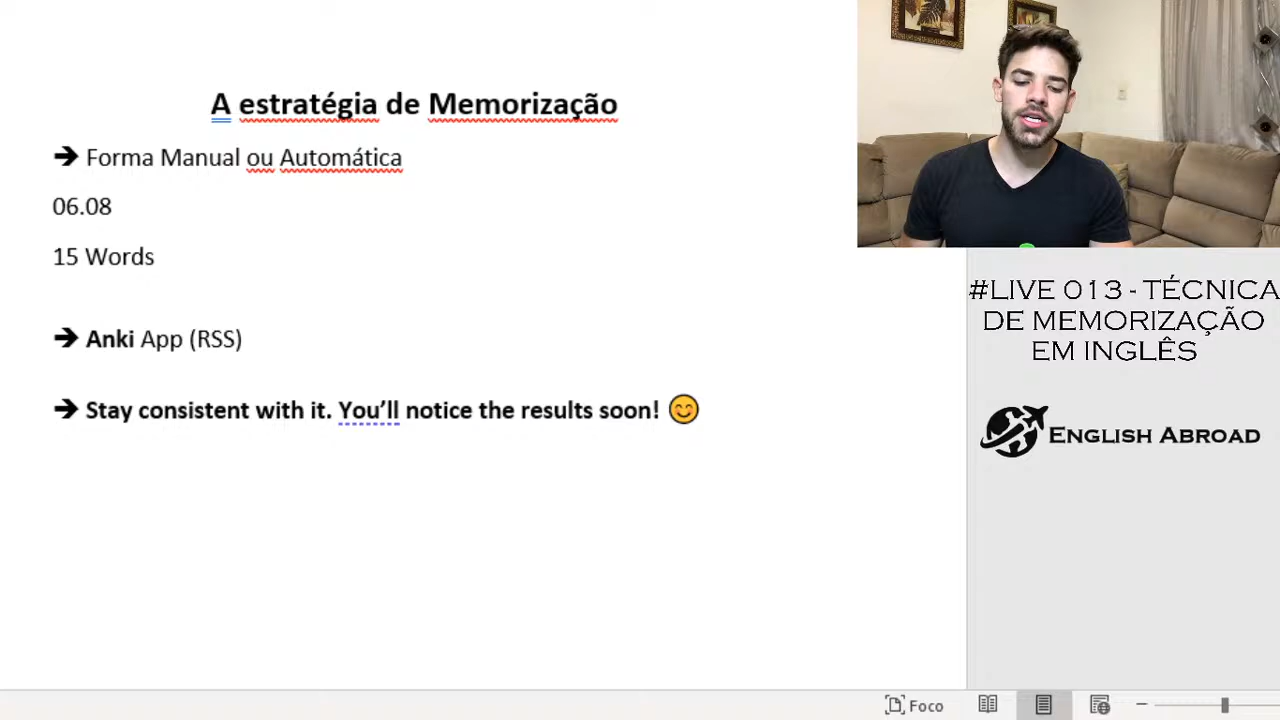 A estratégia de Memorização
➔ Forma Manual ou Automática
06.08
15 Words
➔ Anki App (RSS)
➔ Stay consistent with it. You’ll notice the results soon! 😊
#LIVE 013 - TÉCNICA
DE MEMORIZAÇÃO
EM INGLÊS
ENGLISH ABROAD
Foco